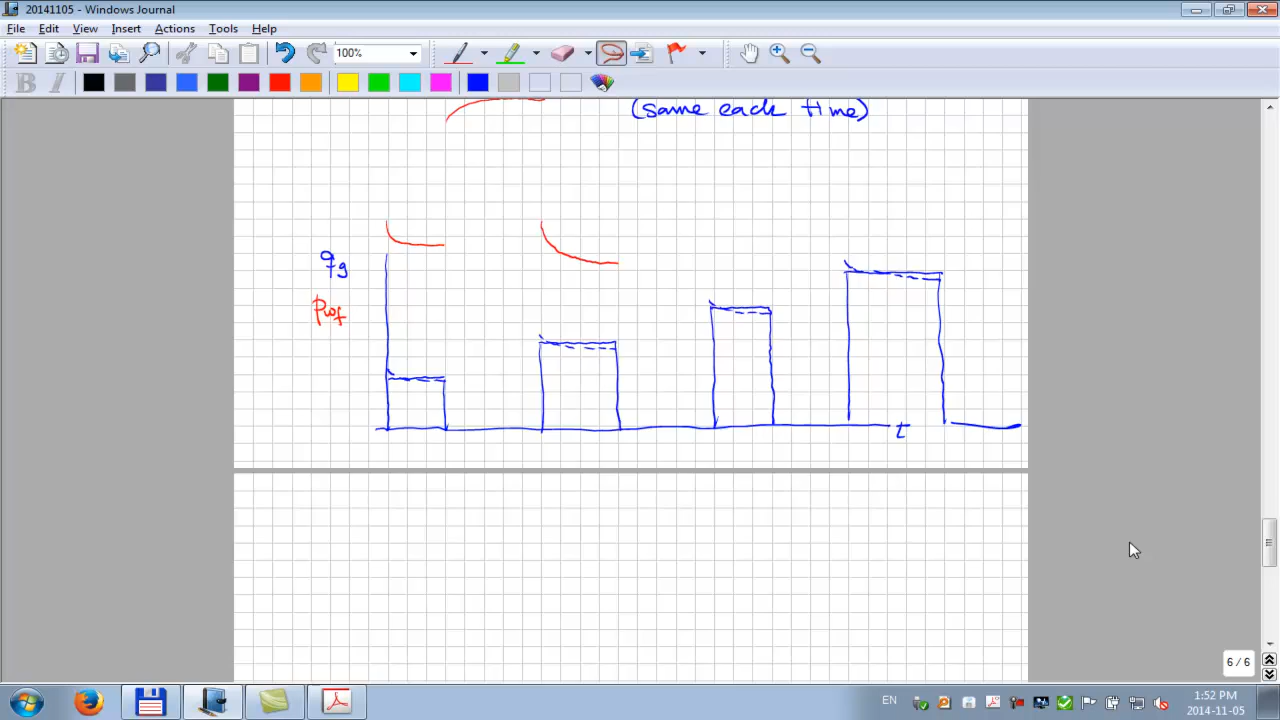 20141105 - Windows Journal
File Edit View Insert Actions Tools Help
100%
B I
(same each time)
qg
Pwf
t
6 / 6
EN
1:52 PM
2014-11-05